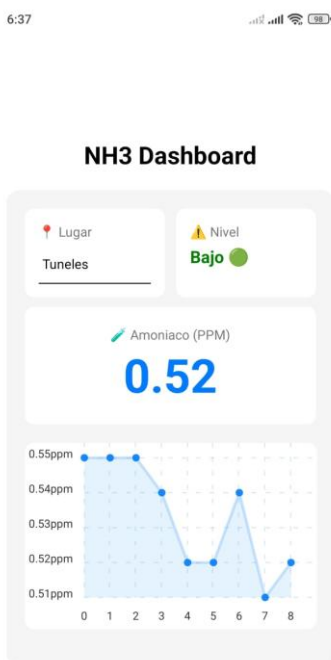 6:37
98
NH3 Dashboard
📍 Lugar
Tuneles
⚠️ Nivel
Bajo 🟢
🧪 Amoniaco (PPM)
0.52
0.55ppm
0.54ppm
0.53ppm
0.52ppm
0.51ppm
0 1 2 3 4 5 6 7 8